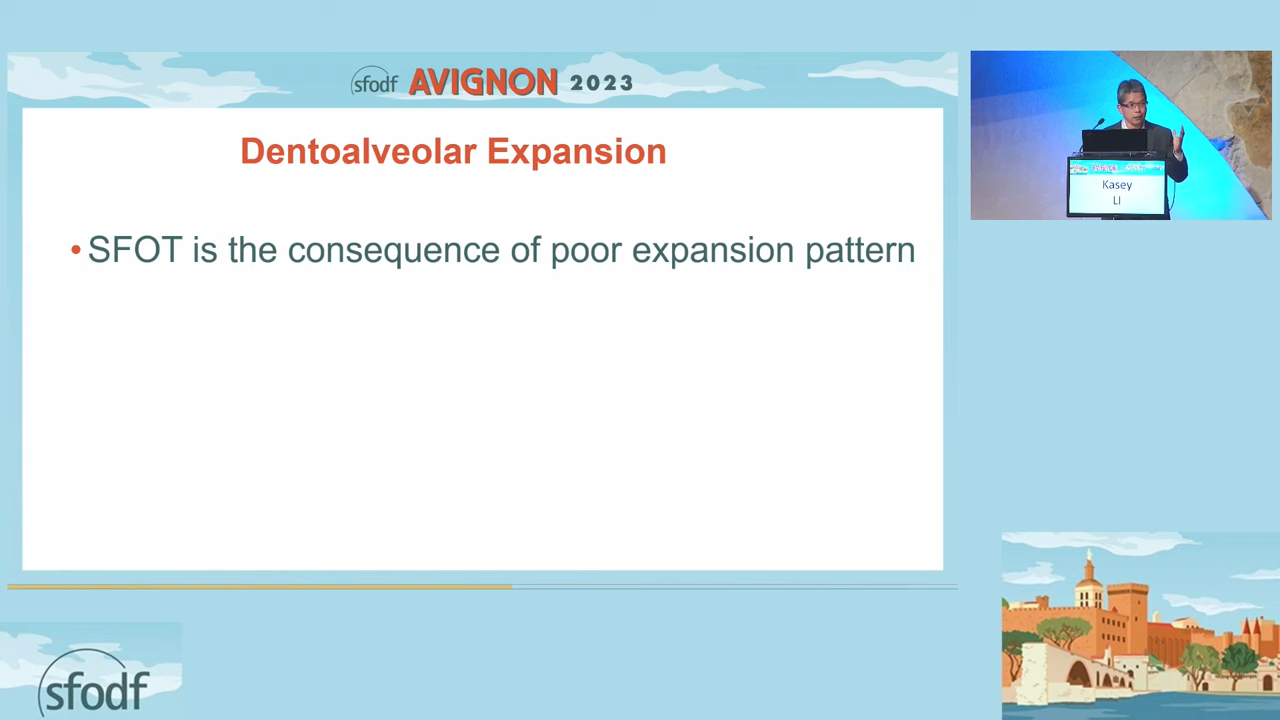 sfodf AVIGNON 2023
Dentoalveolar Expansion
•SFOT is the consequence of poor expansion pattern
Kasey
LI
sfodf